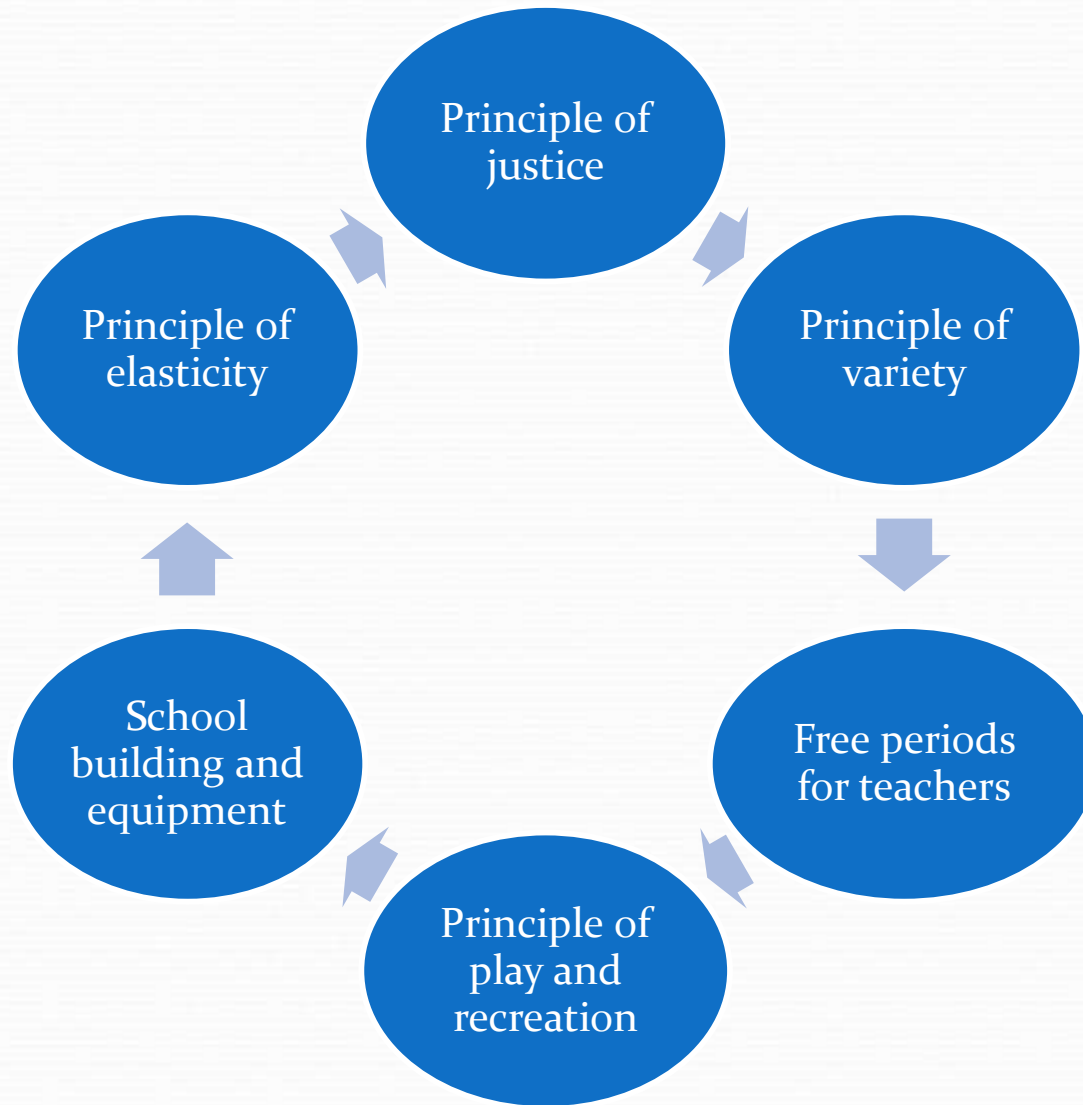 Principle of
justice
Principle of
variety
Free periods
for teachers
Principle of
play and
recreation
School
building and
equipment
Principle of
elasticity